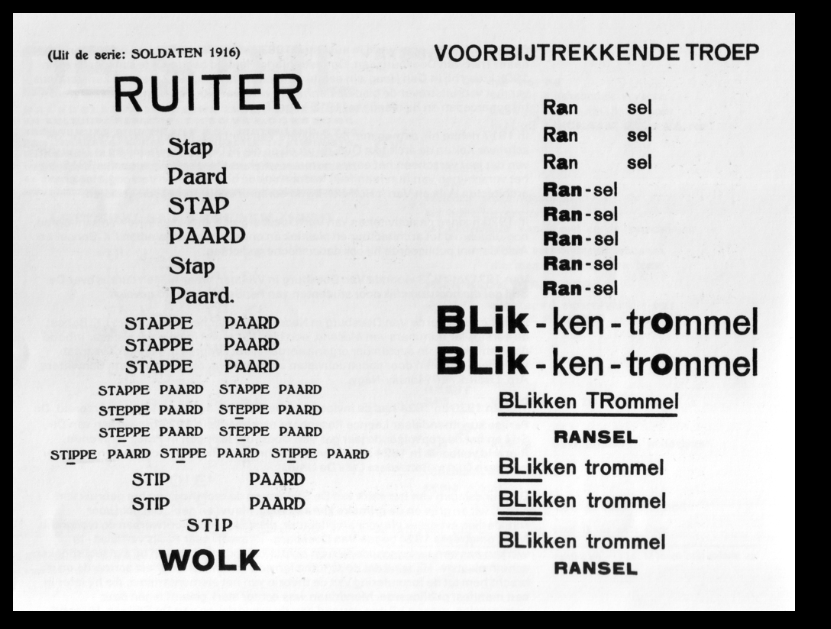 (Uit de serie: SOLDATEN 1916)
RUITER
Stap
Paard
STAP
PAARD
Stap
Paard.
STAPPE PAARD
STAPPE PAARD
STAPPE PAARD
STAPPE PAARD STAPPE PAARD
STEPPE PAARD STEPPE PAARD
STEPPE PAARD STEPPE PAARD
STIPPE PAARD STIPPE PAARD STIPPE PAARD
STIP PAARD
STIP PAARD
STIP
WOLK
VOORBIJTREKKENDE TROEP
Ran sel
Ran sel
Ran sel
Ran-sel
Ran-sel
Ran-sel
Ran-sel
Ran-sel
BLik-ken-trommel
BLik-ken-trommel
BLikken TRommel
RANSEL
BLikken trommel
BLikken trommel
BLikken trommel
RANSEL